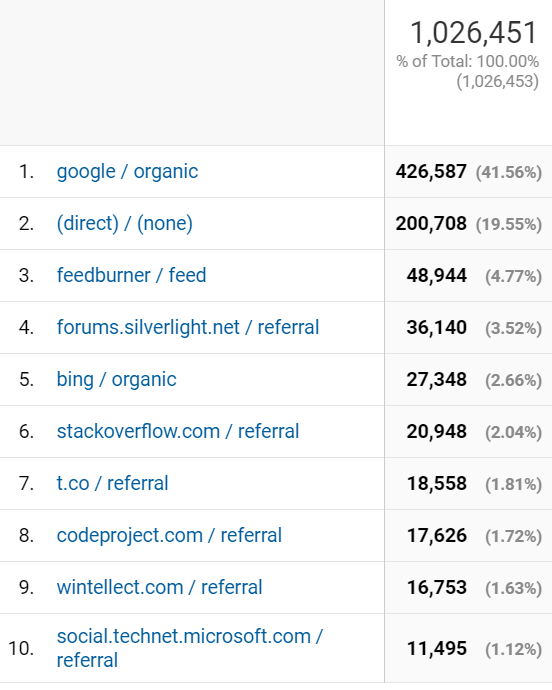 1,026,451
% of Total: 100.00%
(1,026,453)
1. google / organic 426,587 (41.56%)
2. (direct) / (none) 200,708 (19.55%)
3. feedburner / feed 48,944 (4.77%)
4. forums.silverlight.net / referral 36,140 (3.52%)
5. bing / organic 27,348 (2.66%)
6. stackoverflow.com / referral 20,948 (2.04%)
7. t.co / referral 18,558 (1.81%)
8. codeproject.com / referral 17,626 (1.72%)
9. wintellect.com / referral 16,753 (1.63%)
10. social.technet.microsoft.com /
referral 11,495 (1.12%)